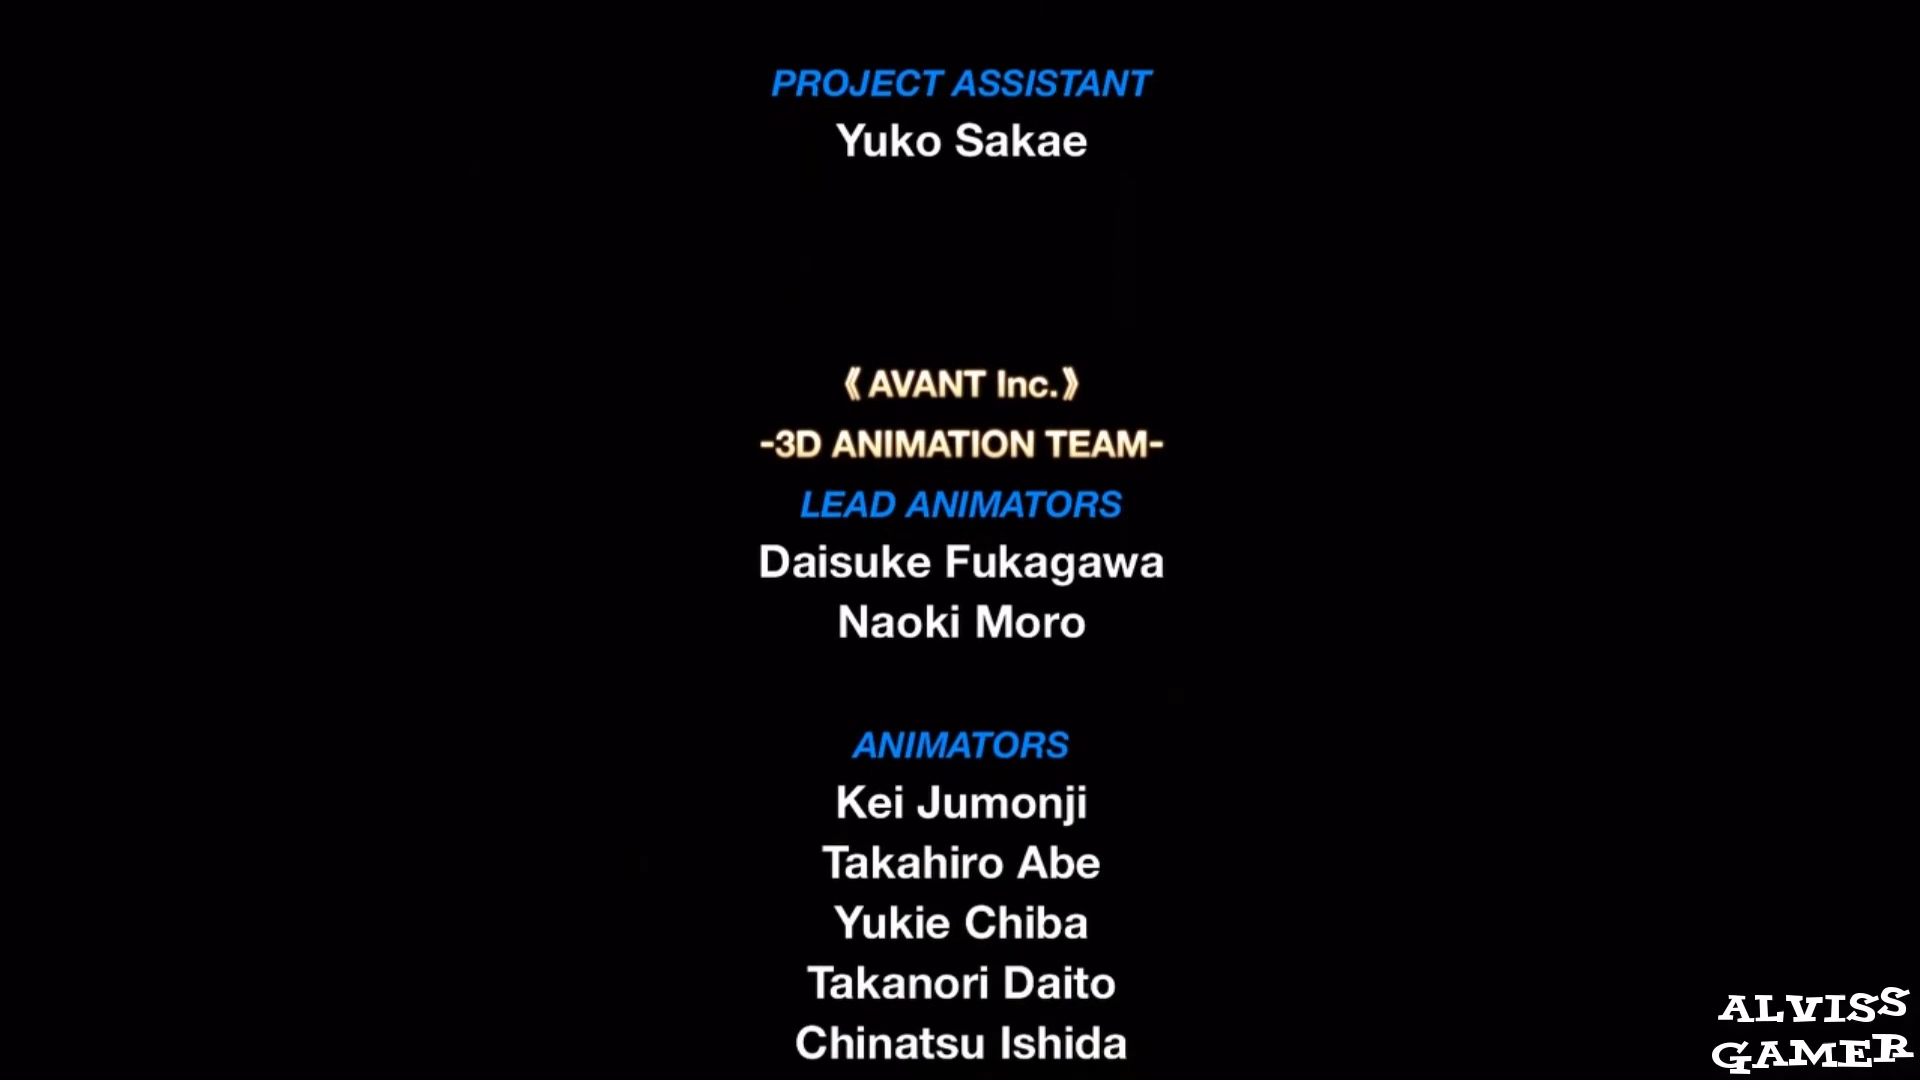 PROJECT ASSISTANT
Yuko Sakae
《AVANT Inc.》
-3D ANIMATION TEAM-
LEAD ANIMATORS
Daisuke Fukagawa
Naoki Moro
ANIMATORS
Kei Jumonji
Takahiro Abe
Yukie Chiba
Takanori Daito
Chinatsu Ishida
ALVISS
GAMER